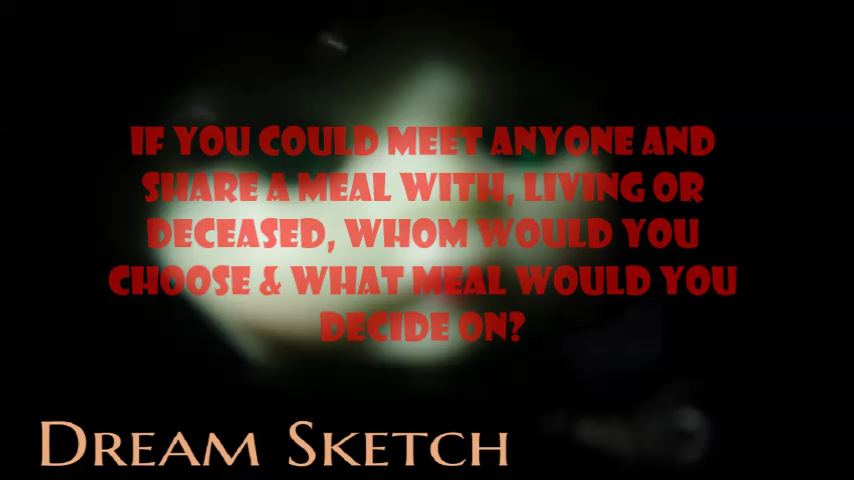 IF YOU COULD MEET ANYONE AND
SHARE A MEAL WITH, LIVING OR
DECEASED, WHOM WOULD YOU
CHOOSE & WHAT MEAL WOULD YOU
DECIDE ON?
DREAM SKETCH